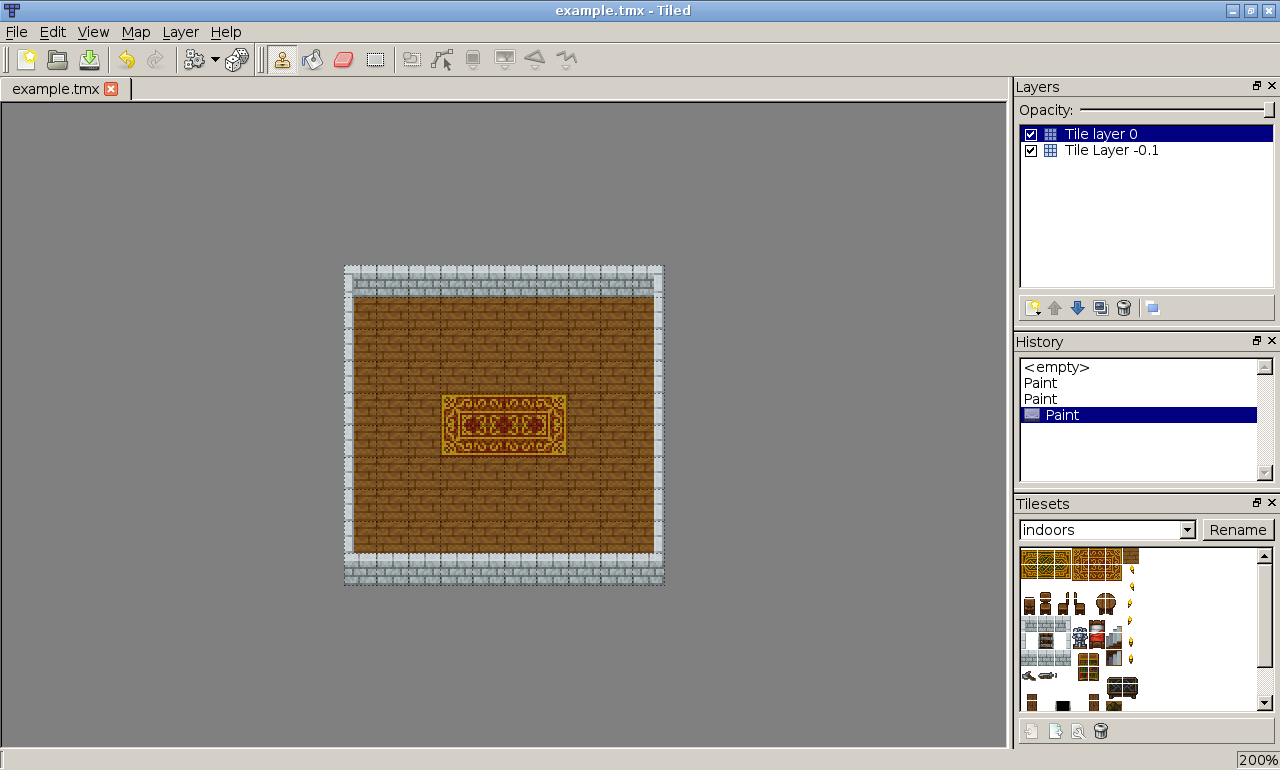 example.tmx - Tiled
File Edit View Map Layer Help
example.tmx
Layers
Opacity:
Tile layer 0
Tile Layer -0.1
History
<empty>
Paint
Paint
Paint
Tilesets
indoors Rename
200%